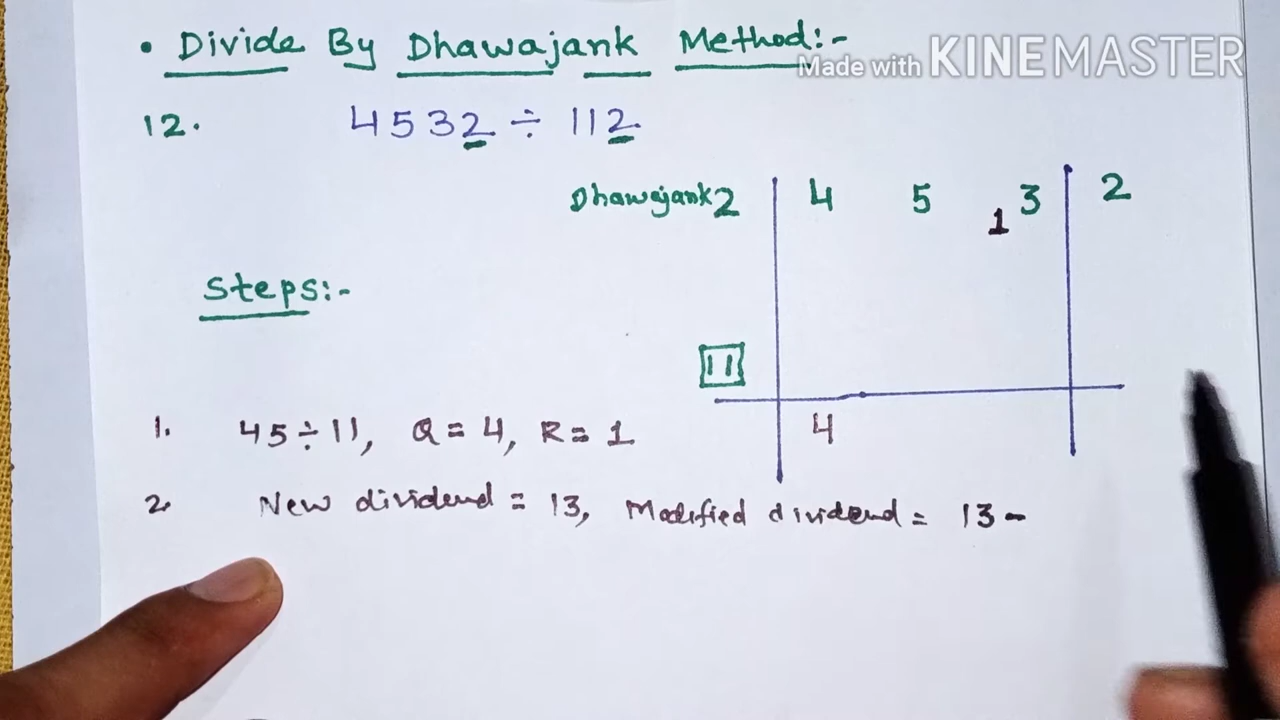 • Divide By Dhawajank Method:-
Made with KINEMASTER
12. 4532 ÷ 112
Dhawajank 2 4 5 1 3 2
Steps:-
11
1. 45÷11, Q = 4, R = 1
4
2. New dividend = 13, Modified dividend = 13 -